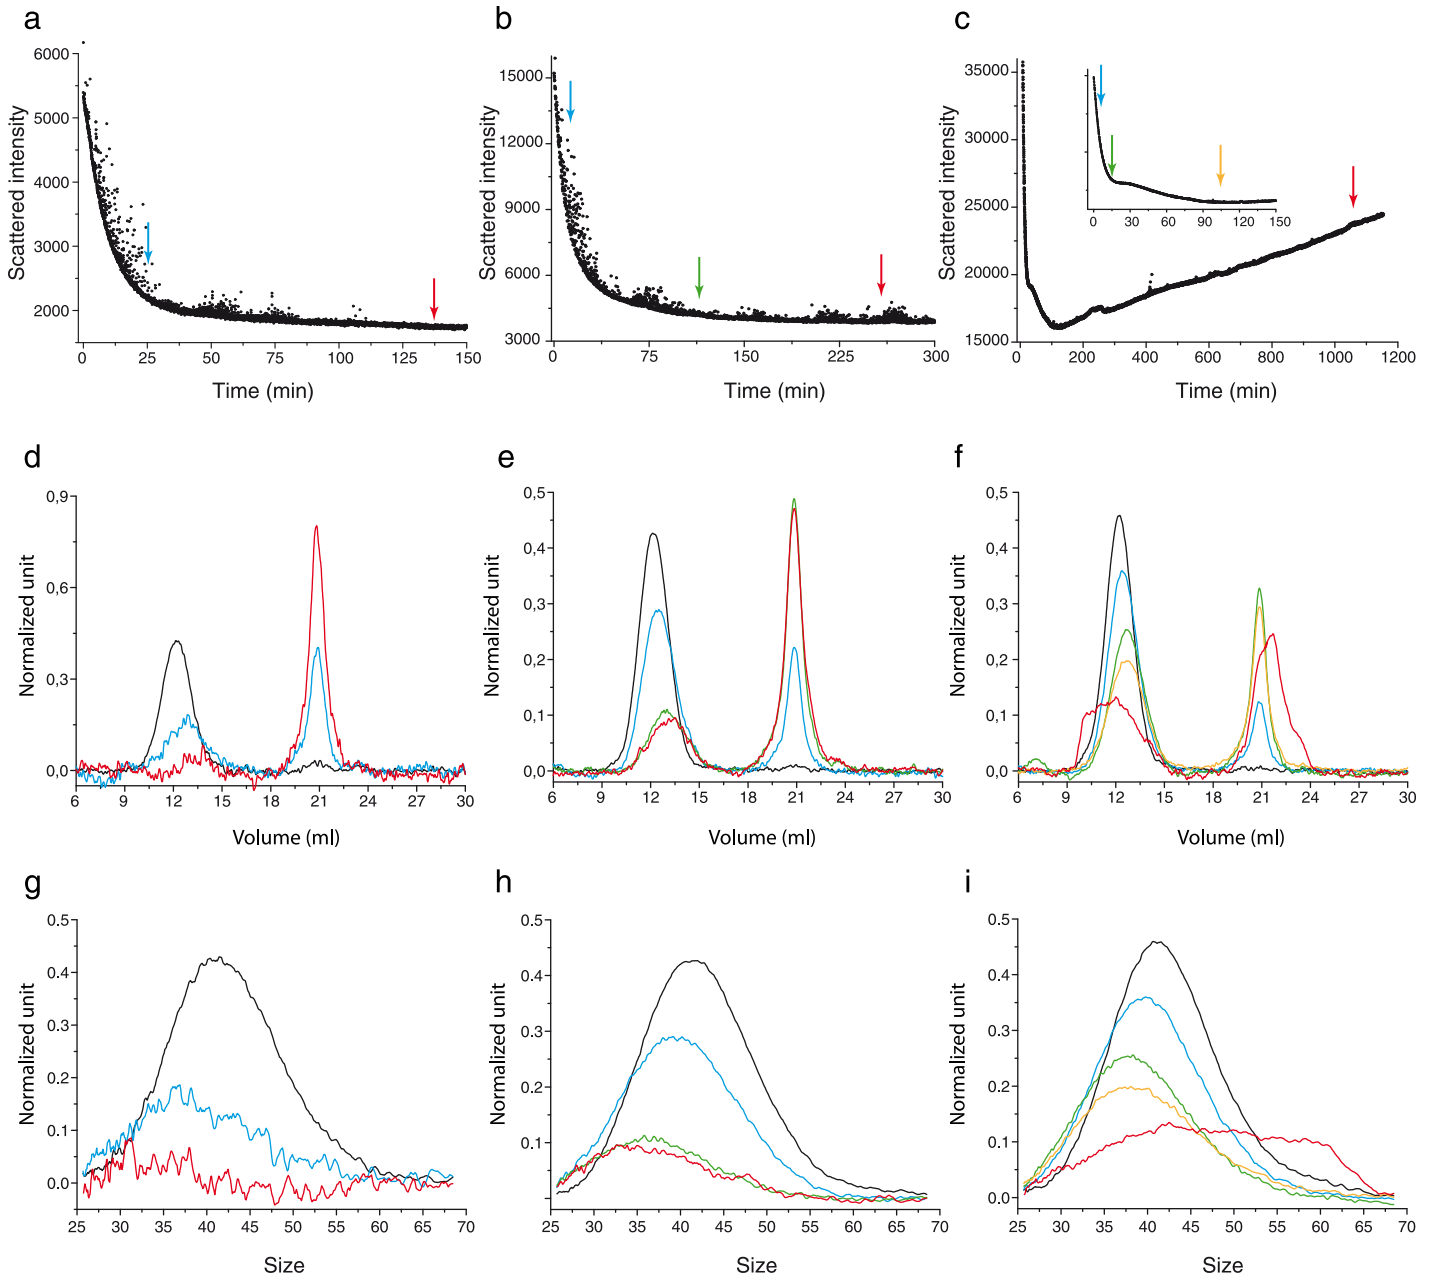 a
Scattered intensity
6000
5000
4000
3000
2000
0 25 50 75 100 125 150
Time (min)
b
Scattered intensity
15000
12000
9000
6000
3000
0 75 150 225 300
Time (min)
c
Scattered intensity
35000
30000
25000
20000
15000
0 200 400 600 800 1000 1200
Time (min)
0 30 60 90 120 150
d
Normalized unit
0,9
0,6
0,3
0,0
6 9 12 15 18 21 24 27 30
Volume (ml)
e
Normalized unit
0,5
0,4
0,3
0,2
0,1
0,0
6 9 12 15 18 21 24 27 30
Volume (ml)
f
Normalized unit
0,5
0,4
0,3
0,2
0,1
0,0
6 9 12 15 18 21 24 27 30
Volume (ml)
g
Normalized unit
0.5
0.4
0.3
0.2
0.1
0.0
25 30 35 40 45 50 55 60 65 70
Size
h
Normalized unit
0.5
0.4
0.3
0.2
0.1
25 30 35 40 45 50 55 60 65 70
Size
i
Normalized unit
0.5
0.4
0.3
0.2
0.1
0.0
25 30 35 40 45 50 55 60 65 70
Size